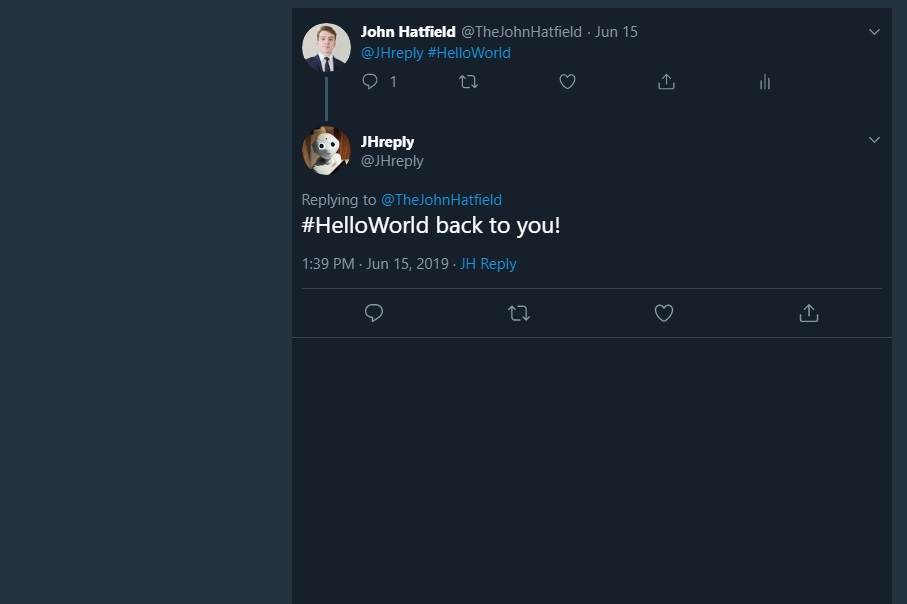 John Hatfield @TheJohnHatfield · Jun 15
@JHreply #HelloWorld
1
JHreply
@JHreply
Replying to @TheJohnHatfield
#HelloWorld back to you!
1:39 PM · Jun 15, 2019 · JH Reply